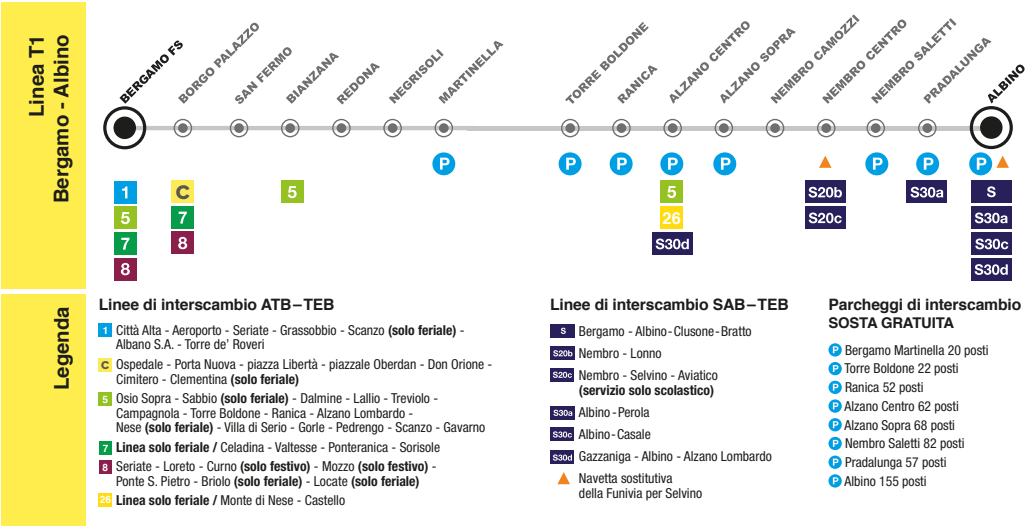 Linea T1
Bergamo - Albino
BERGAMO FS
BORGO PALAZZO
SAN FERMO
BIANZANA
REDONA
NEGRISOLI
MARTINELLA
TORRE BOLDONE
RANICA
ALZANO CENTRO
ALZANO SOPRA
NEMBRO CAMOZZI
NEMBRO CENTRO
NEMBRO SALETTI
PRADALUNGA
ALBINO
P P P P P P P P
1 C 5 5 S20b S30a S
5 7 26 S20c S30a
7 8 S30d S30c
8 S30d
Legenda
Linee di interscambio ATB–TEB
1 Città Alta - Aeroporto - Seriate - Grassobbio - Scanzo (solo feriale) -
Albano S.A. - Torre de' Roveri
C Ospedale - Porta Nuova - piazza Libertà - piazzale Oberdan - Don Orione -
Cimitero - Clementina (solo feriale)
5 Osio Sopra - Sabbio (solo feriale) - Dalmine - Lallio - Treviolo -
Campagnola - Torre Boldone - Ranica - Alzano Lombardo -
Nese (solo feriale) - Villa di Serio - Gorle - Pedrengo - Scanzo - Gavarno
7 Linea solo feriale / Celadina - Valtesse - Ponteranica - Sorisole
8 Seriate - Loreto - Curno (solo festivo) - Mozzo (solo festivo) -
Ponte S. Pietro - Briolo (solo feriale) - Locate (solo feriale)
26 Linea solo feriale / Monte di Nese - Castello
Linee di interscambio SAB–TEB
S Bergamo - Albino - Clusone - Bratto
S20b Nembro - Lonno
S20c Nembro - Selvino - Aviatico
(servizio solo scolastico)
S30a Albino - Perola
S30c Albino - Casale
S30d Gazzaniga - Albino - Alzano Lombardo
Navetta sostitutiva
della Funivia per Selvino
Parcheggi di interscambio
SOSTA GRATUITA
P Bergamo Martinella 20 posti
P Torre Boldone 22 posti
P Ranica 52 posti
P Alzano Centro 62 posti
P Alzano Sopra 68 posti
P Nembro Saletti 82 posti
P Pradalunga 57 posti
P Albino 155 posti